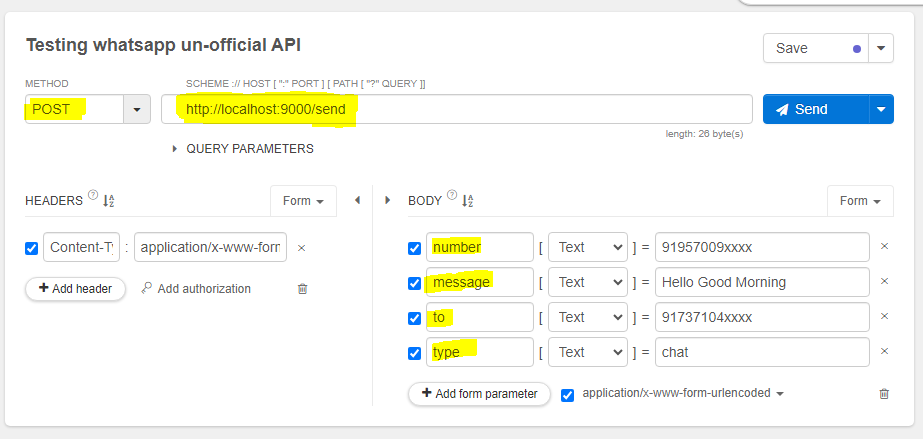 Testing whatsapp un-official API
Save
METHOD
SCHEME :// HOST [ ":" PORT ] [ PATH [ "?" QUERY ]]
POST
http://localhost:9000/send
Send
length: 26 byte(s)
QUERY PARAMETERS
HEADERS ? Form
BODY ? Form
Content-Ty : application/x-www-forn ×
number [ Text ] = 91957009xxxx ×
+ Add header Add authorization
message [ Text ] = Hello Good Morning ×
to [ Text ] = 91737104xxxx ×
type [ Text ] = chat ×
+ Add form parameter application/x-www-form-urlencoded